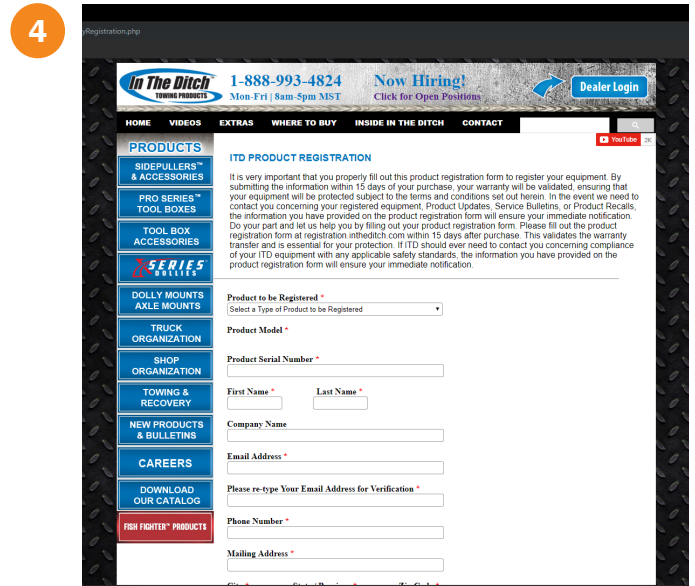 4
yRegistration.php
In The Ditch™
TOWING PRODUCTS
1-888-993-4824
Mon-Fri | 8am-5pm MST
Now Hiring!
Click for Open Positions
Dealer Login
HOME VIDEOS EXTRAS WHERE TO BUY INSIDE IN THE DITCH CONTACT
YouTube 2K
PRODUCTS
SIDEPULLERS™
& ACCESSORIES
PRO SERIES™
TOOL BOXES
TOOL BOX
ACCESSORIES
X SERIES
DOLLIES
DOLLY MOUNTS
AXLE MOUNTS
TRUCK
ORGANIZATION
SHOP
ORGANIZATION
TOWING &
RECOVERY
NEW PRODUCTS
& BULLETINS
CAREERS
DOWNLOAD
OUR CATALOG
FISH FIGHTER™ PRODUCTS
ITD PRODUCT REGISTRATION
It is very important that you properly fill out this product registration form to register your equipment. By
submitting the information within 15 days of your purchase, your warranty will be validated, ensuring that
your equipment will be protected subject to the terms and conditions set out herein. In the event we need to
contact you concerning your registered equipment, Product Updates, Service Bulletins, or Product Recalls,
the information you have provided on the product registration form will ensure your immediate notification.
Do your part and let us help you by filling out your product registration form. Please fill out the product
registration form at registration.intheditch.com within 15 days after purchase. This validates the warranty
transfer and is essential for your protection. If ITD should ever need to contact you concerning compliance
of your ITD equipment with any applicable safety standards, the information you have provided on the
product registration form will ensure your immediate notification.
Product to be Registered *
Select a Type of Product to be Registered
Product Model *
Product Serial Number *
First Name * Last Name *
Company Name
Email Address *
Please re-type Your Email Address for Verification *
Phone Number *
Mailing Address *
City * State / Province * Zip Code *